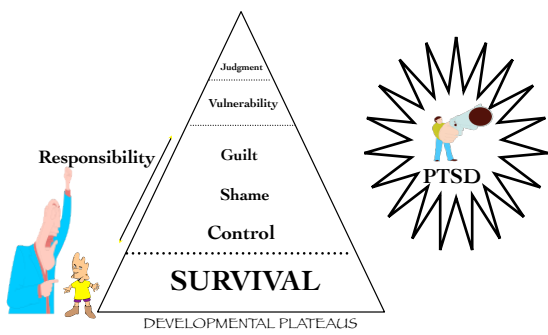 Judgment
Vulnerability
Responsibility
Guilt
Shame
Control
SURVIVAL
DEVELOPMENTAL PLATEAUS
PTSD